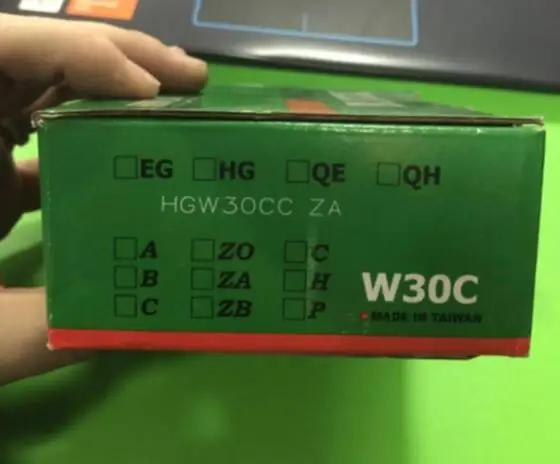 EG HG QE QH
HGW30CC ZA
A ZO C
B ZA H
C ZB P
W30C
MADE IN TAIWAN